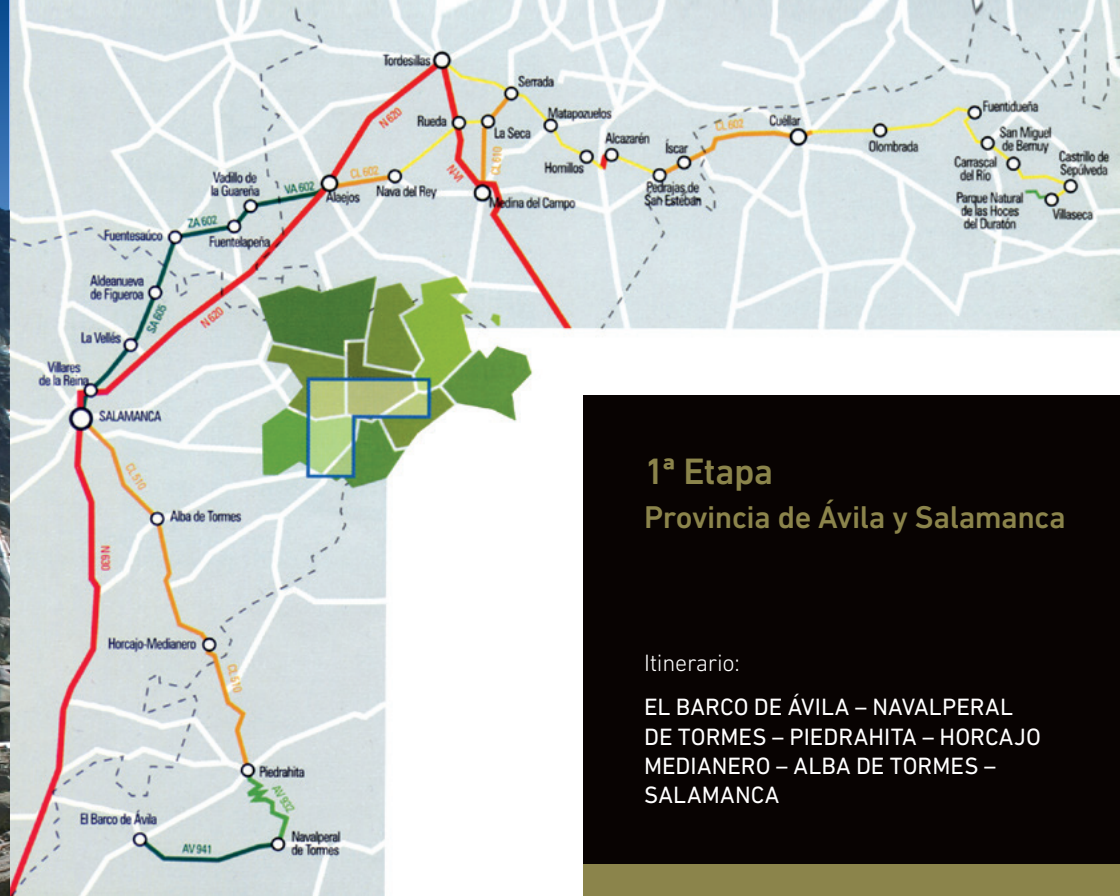 Tordesillas
Serrada
N 620
Rueda
La Seca
Matapozuelos
CL 610
N-VI
Hornillos
Alcazarén
Íscar
Pedrajas de
San Esteban
CL 602
Cuéllar
Olombrada
Fuentidueña
San Miguel
de Bernuy
Carrascal
del Río
Castrillo de
Sepúlveda
Parque Natural
de las Hoces
del Duratón
Villaseca
Vadillo de
la Guareña
VA 602
CL 602
Nava del Rey
Alaejos
Medina del Campo
ZA 602
Fuentesaúco
Fuentelapeña
Aldeanueva
de Figueroa
SA 605
N 620
La Vellés
Villares
de la Reina
SALAMANCA
CL 510
Alba de Tormes
N 630
Horcajo-Medianero
CL 510
Piedrahita
AV 932
El Barco de Ávila
AV 941
Navalperal
de Tormes
1ª Etapa
Provincia de Ávila y Salamanca
Itinerario:
EL BARCO DE ÁVILA – NAVALPERAL
DE TORMES – PIEDRAHITA – HORCAJO
MEDIANERO – ALBA DE TORMES –
SALAMANCA